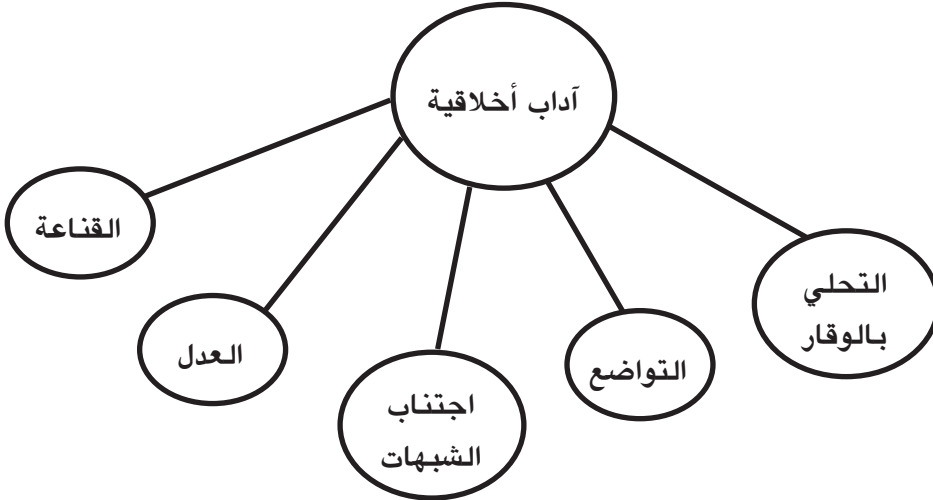 آداب أخلاقية
التحلي
بالوقار
التواضع
اجتناب
الشبهات
العدل
القناعة